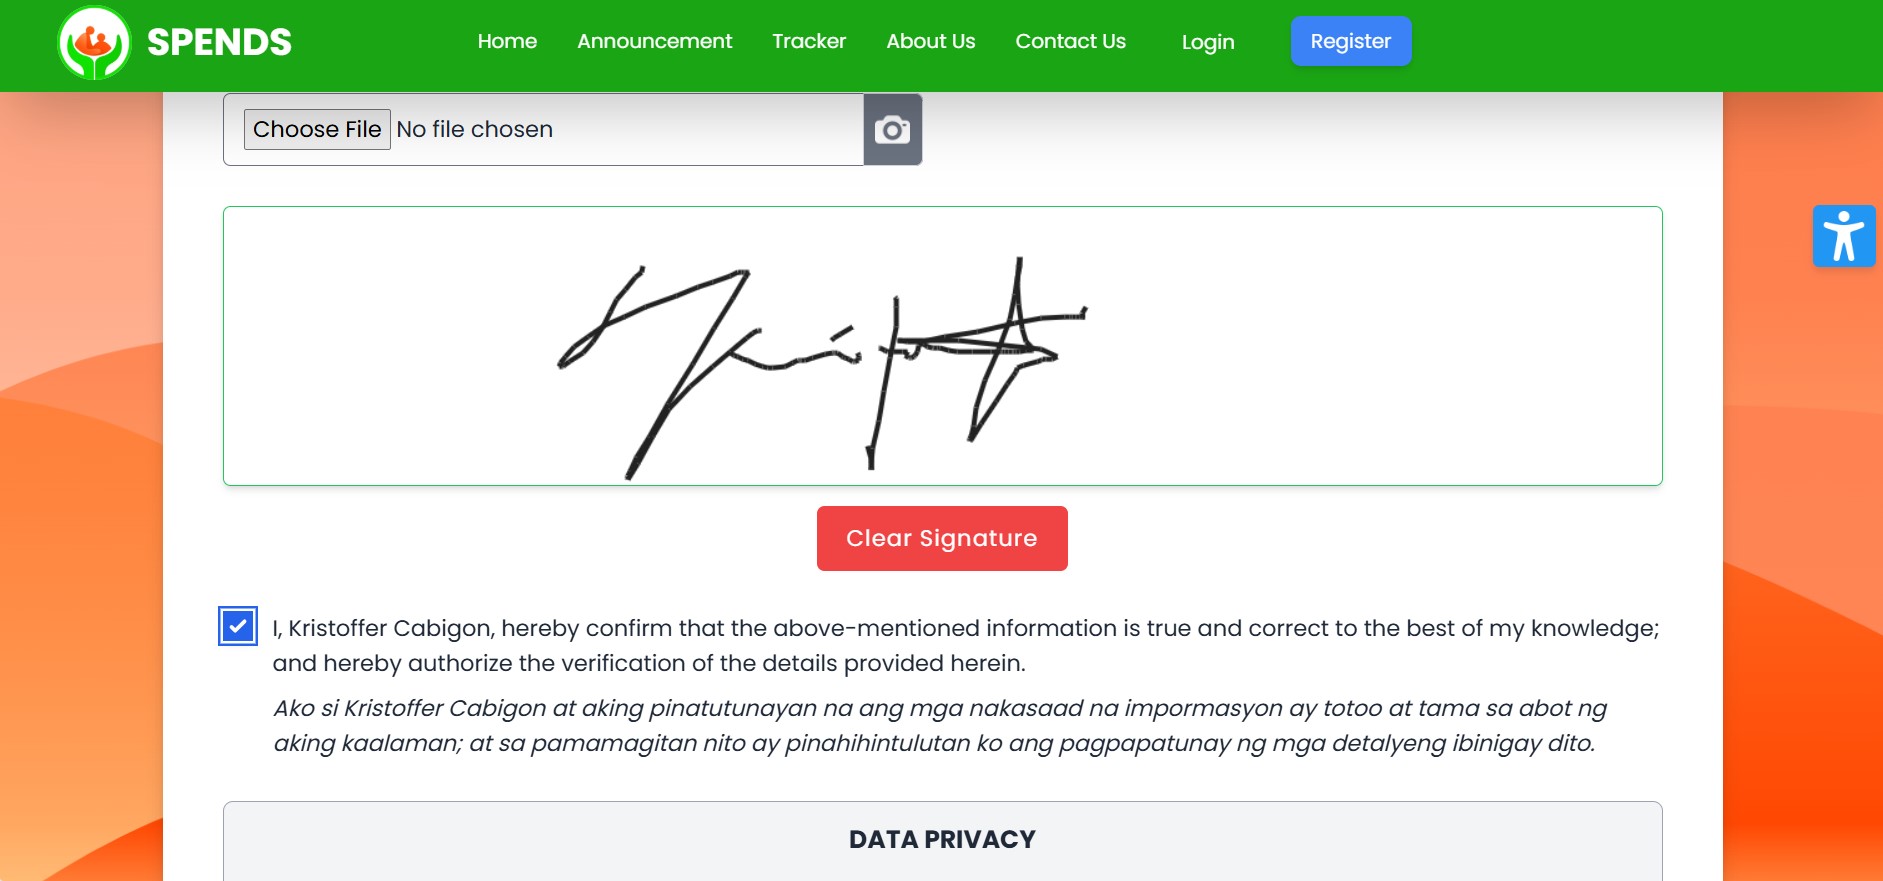 SPENDS
Home Announcement Tracker About Us Contact Us Login Register
Choose File No file chosen
Clear Signature
I, Kristoffer Cabigon, hereby confirm that the above-mentioned information is true and correct to the best of my knowledge;
and hereby authorize the verification of the details provided herein.
Ako si Kristoffer Cabigon at aking pinatutunayan na ang mga nakasaad na impormasyon ay totoo at tama sa abot ng
aking kaalaman; at sa pamamagitan nito ay pinahihintulutan ko ang pagpapatunay ng mga detalyeng ibinigay dito.
DATA PRIVACY